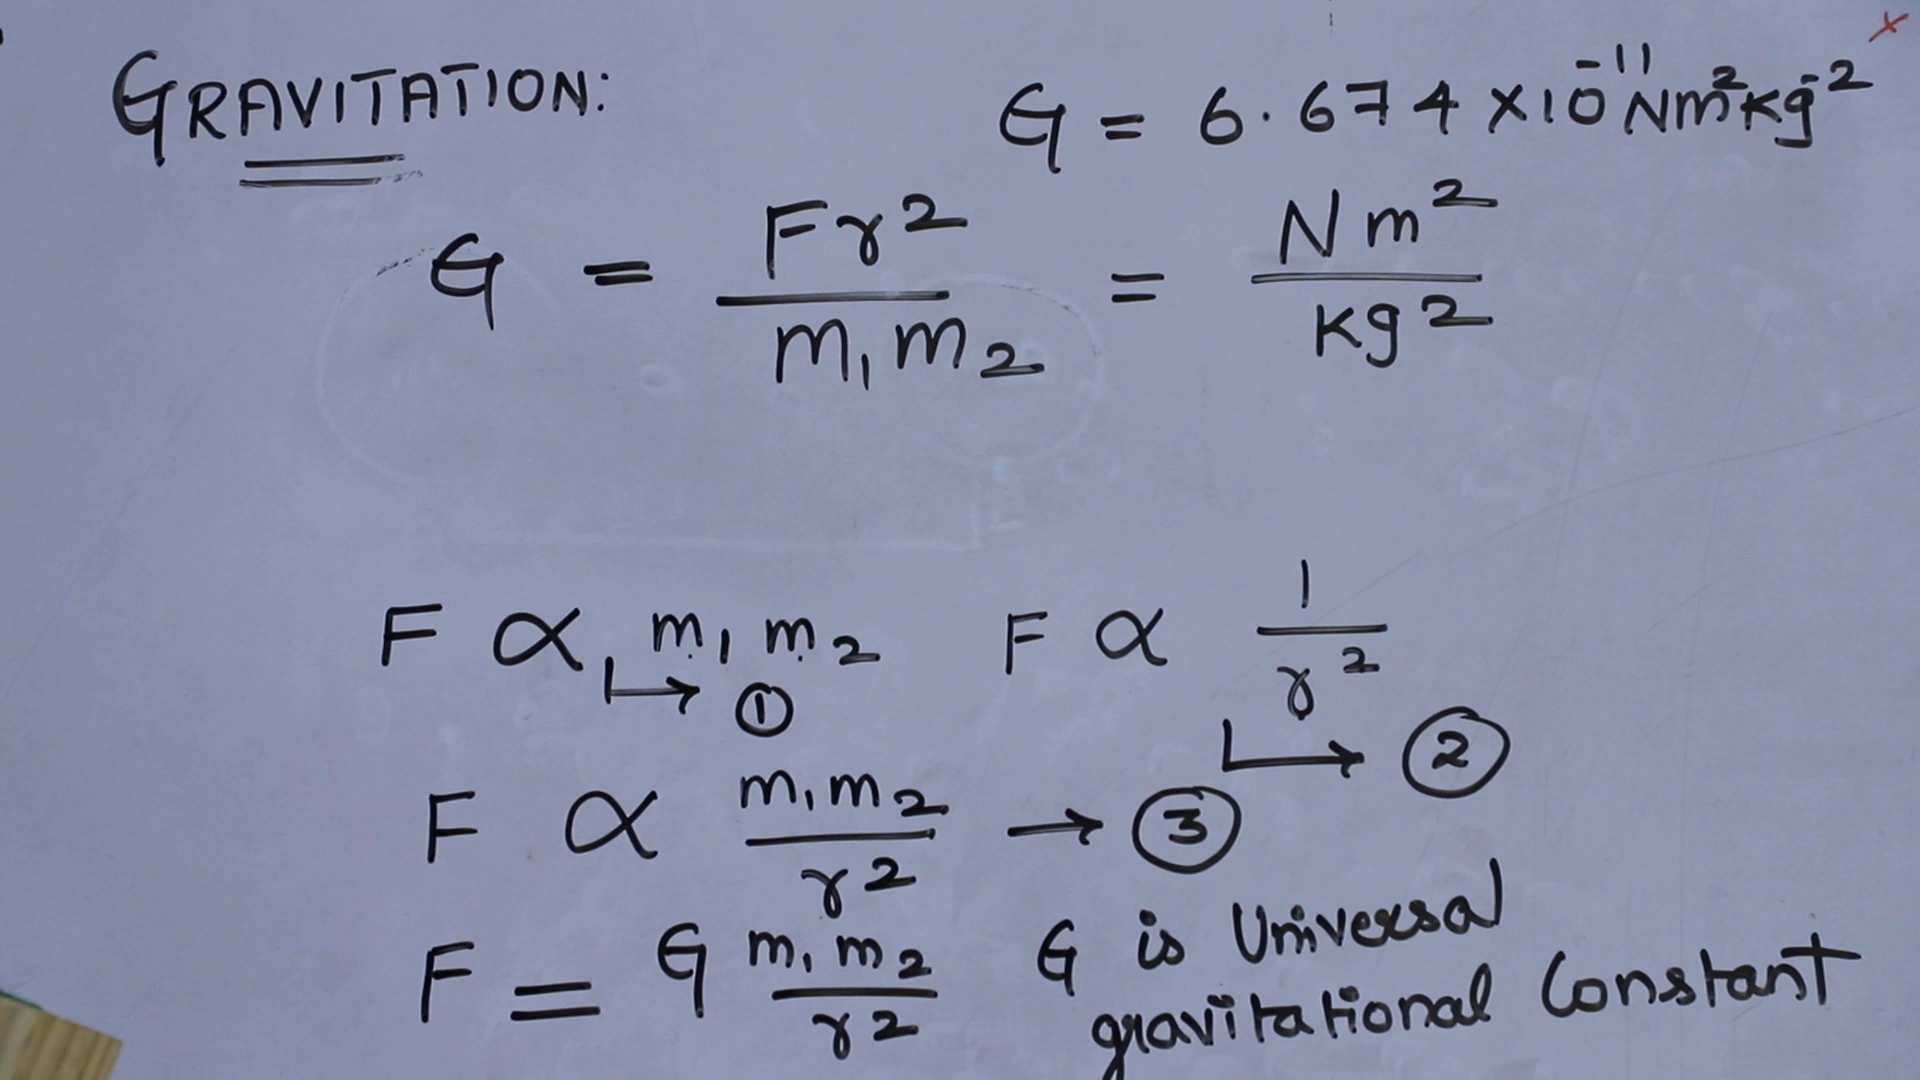 GRAVITATION:
G = 6.674 × 10⁻¹¹ Nm²Kg⁻²
G = Fr² / m₁m₂ = Nm² / kg²
F ∝ m₁m₂ → ①
F ∝ 1 / r² → ②
F ∝ m₁m₂ / r² → ③
F = G m₁m₂ / r²
G is Universal
gravitational Constant